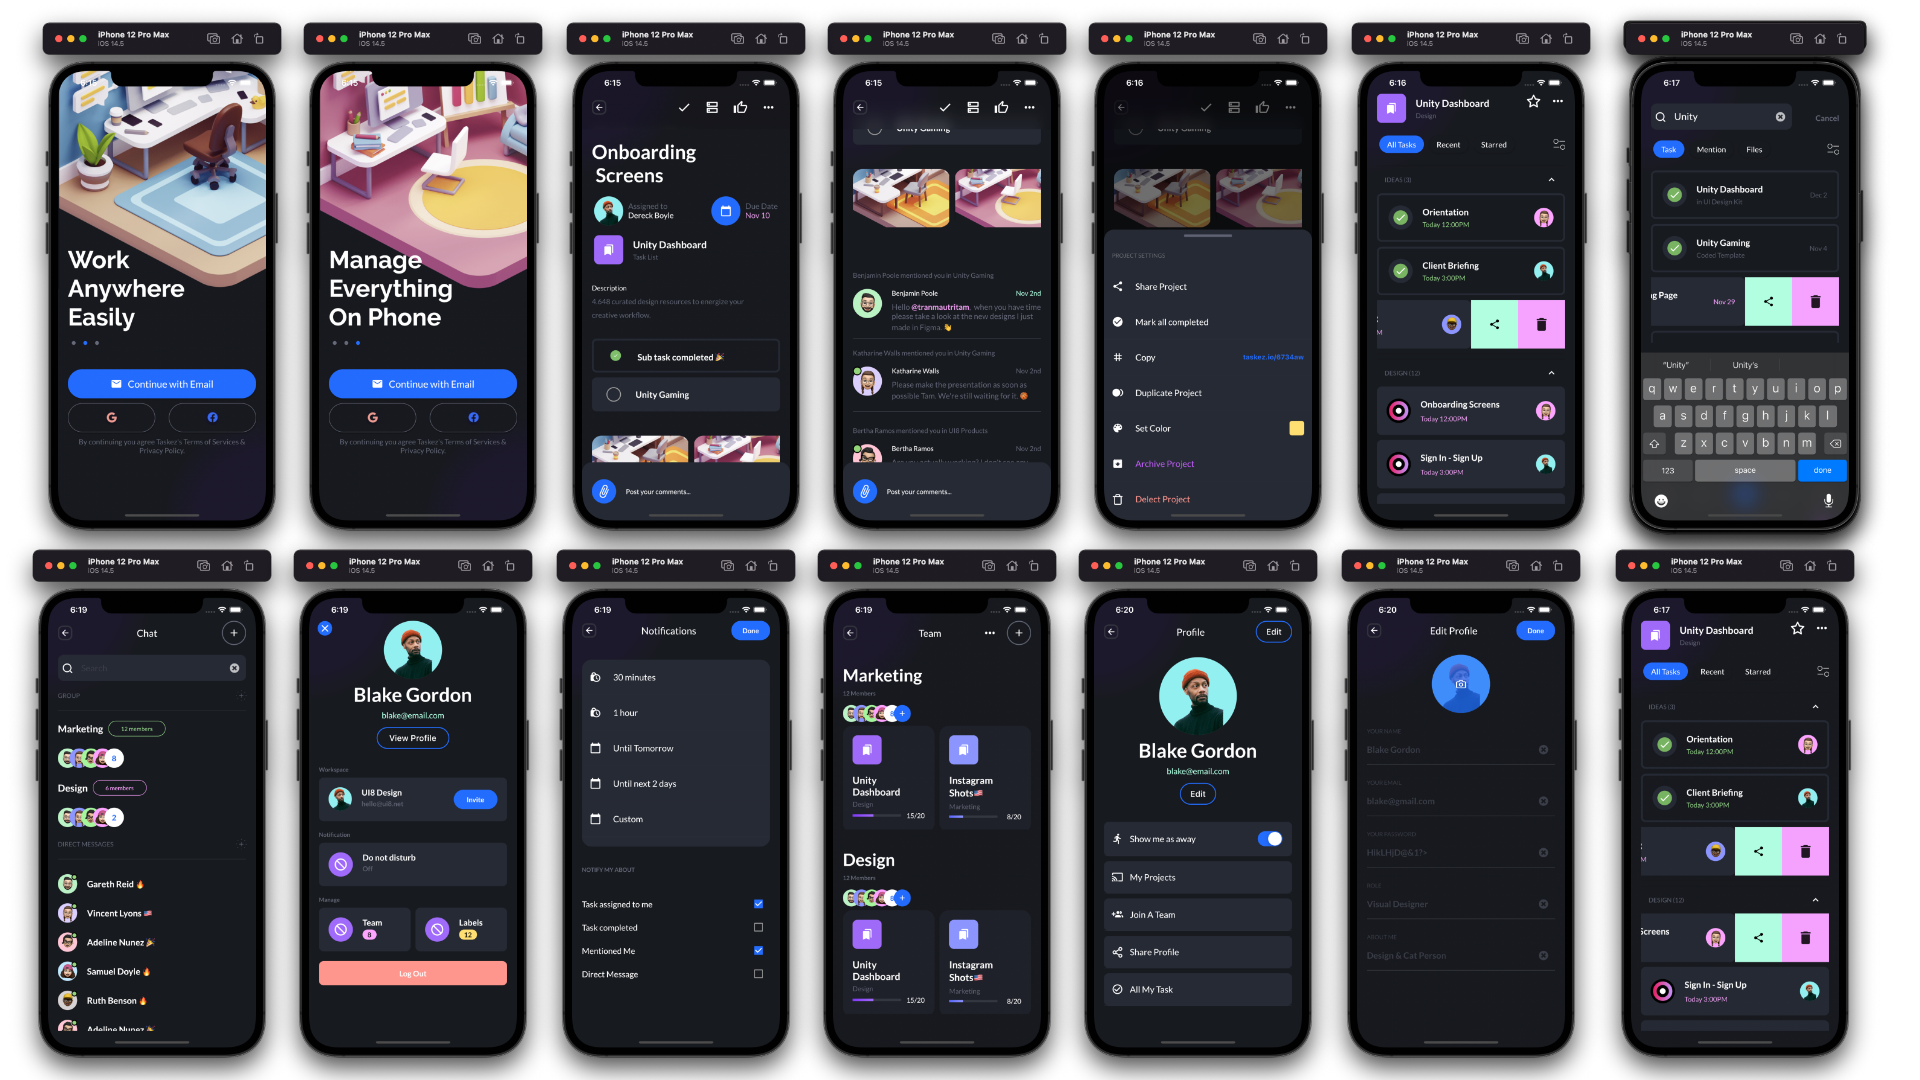 iPhone 12 Pro Max
iOS 14.5
Work
Anywhere
Easily
Continue with Email
By continuing you agree Taskez's Terms of Services &
Privacy Policy.
iPhone 12 Pro Max
iOS 14.5
Manage
Everything
On Phone
Continue with Email
By continuing you agree Taskez's Terms of Services &
Privacy Policy.
iPhone 12 Pro Max
iOS 14.5
6:15
Onboarding
Screens
Assigned to
Dereck Boyle
Due Date
Nov 10
Unity Dashboard
Task List
Description
4.648 curated design resources to energize your
creative workflow.
Sub task completed 🎉
Unity Gaming
Post your comments...
iPhone 12 Pro Max
iOS 14.5
6:15
Unity Gaming
Benjamin Poole mentioned you in Unity Gaming
Benjamin Poole
Nov 2nd
Hello @tranmautritam, when you have time
please take a look at the new designs I just
made in Figma. 👋
Katharine Walls mentioned you in Unity Gaming
Katharine Walls
Nov 2nd
Please make the presentation as soon as
possible Tam. We're still waiting for it. 🏀
Bertha Ramos mentioned you in UI8 Products
Bertha Ramos
Nov 2nd
Post your comments...
iPhone 12 Pro Max
iOS 14.5
6:16
Unity Gaming
PROJECT SETTINGS
Share Project
Mark all completed
Copy
taskez.io/8734sw
Duplicate Project
Set Color
Archive Project
Delect Project
iPhone 12 Pro Max
iOS 14.5
6:16
Unity Dashboard
Design
All Tasks
Recent
Starred
IDEAS (3)
Orientation
Today 12:00PM
Client Briefing
Today 3:00PM
M
DESIGN (12)
Onboarding Screens
Today 12:00PM
Sign In - Sign Up
Today 3:00PM
iPhone 12 Pro Max
iOS 14.5
6:17
Unity
Cancel
Task
Mention
Files
Unity Dashboard
in UI Design Kit
Dec 2
Unity Gaming
Coded Template
Nov 4
g Page
Nov 29
"Unity"
Unity's
q w e r t y u i o p
a s d f g h j k l
z x c v b n m
123
space
done
iPhone 12 Pro Max
iOS 14.5
6:19
Chat
Search
GROUP
Marketing
12 members
8
Design
6 members
2
DIRECT MESSAGES
Gareth Reid 🔥
Vincent Lyons 🇺🇸
Adeline Nunez 🎉
Samuel Doyle 🔥
Ruth Benson 🔥
Adeline Nunez 🎉
iPhone 12 Pro Max
iOS 14.5
6:19
Blake Gordon
blake@email.com
View Profile
Workspace
UI8 Design
hello@ui8.net
Invite
Notification
Do not disturb
Off
Manage
Team
8
Labels
12
Log Out
iPhone 12 Pro Max
iOS 14.5
6:19
Notifications
Done
30 minutes
1 hour
Until Tomorrow
Until next 2 days
Custom
NOTIFY MY ABOUT
Task assigned to me
Task completed
Mentioned Me
Direct Message
iPhone 12 Pro Max
iOS 14.5
6:19
Team
Marketing
12 Members
Unity
Dashboard
Design
15/20
Instagram
Shots🇺🇸
Marketing
8/20
Design
12 Members
Unity
Dashboard
Design
15/20
Instagram
Shots🇺🇸
Marketing
8/20
iPhone 12 Pro Max
iOS 14.5
6:20
Profile
Edit
Blake Gordon
blake@email.com
Edit
Show me as away
My Projects
Join A Team
Share Profile
All My Task
iPhone 12 Pro Max
iOS 14.5
6:20
Edit Profile
Done
YOUR NAME
Blake Gordon
YOUR EMAIL
blake@gmail.com
YOUR PASSWORD
HikLHjD@&1?>
ROLE
Visual Designer
ABOUT ME
Design & Cat Person
iPhone 12 Pro Max
iOS 14.5
6:17
Unity Dashboard
Design
All Tasks
Recent
Starred
IDEAS (3)
Orientation
Today 12:00PM
Client Briefing
Today 3:00PM
M
DESIGN (12)
Screens
Sign In - Sign Up
Today 3:00PM